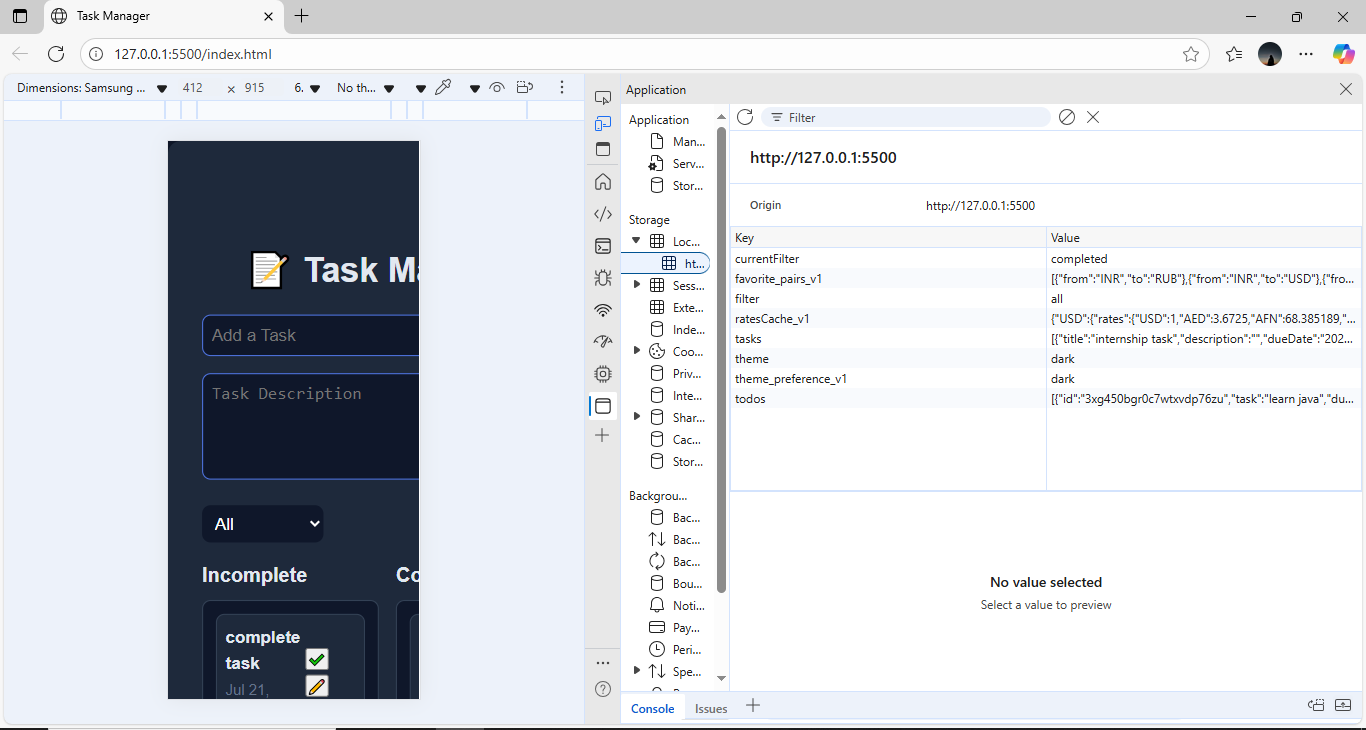 Task Manager
127.0.0.1:5500/index.html
Dimensions: Samsung ... 412 × 915 6. No th...
Application
Application
Man...
Serv...
Stor...
Storage
Loc...
ht...
Sess...
Exte...
Inde...
Coo...
Priv...
Inte...
Shar...
Cac...
Stor...
Backgrou...
Bac...
Bac...
Bac...
Bou...
Noti...
Pay...
Peri...
Spe...
Filter
http://127.0.0.1:5500
Origin http://127.0.0.1:5500
Key Value
currentFilter completed
favorite_pairs_v1 [{"from":"INR","to":"RUB"},{"from":"INR","to":"USD"},{"fro...
filter all
ratesCache_v1 {"USD":{"rates":{"USD":1,"AED":3.6725,"AFN":68.385189,"...
tasks [{"title":"internship task","description":"","dueDate":"202...
theme dark
theme_preference_v1 dark
todos [{"id":"3xg450bgr0c7wtxvdp76zu","task":"learn java","du...
No value selected
Select a value to preview
Console Issues
Task Ma
Add a Task
Task Description
All
Incomplete Co
complete
task
Jul 21,